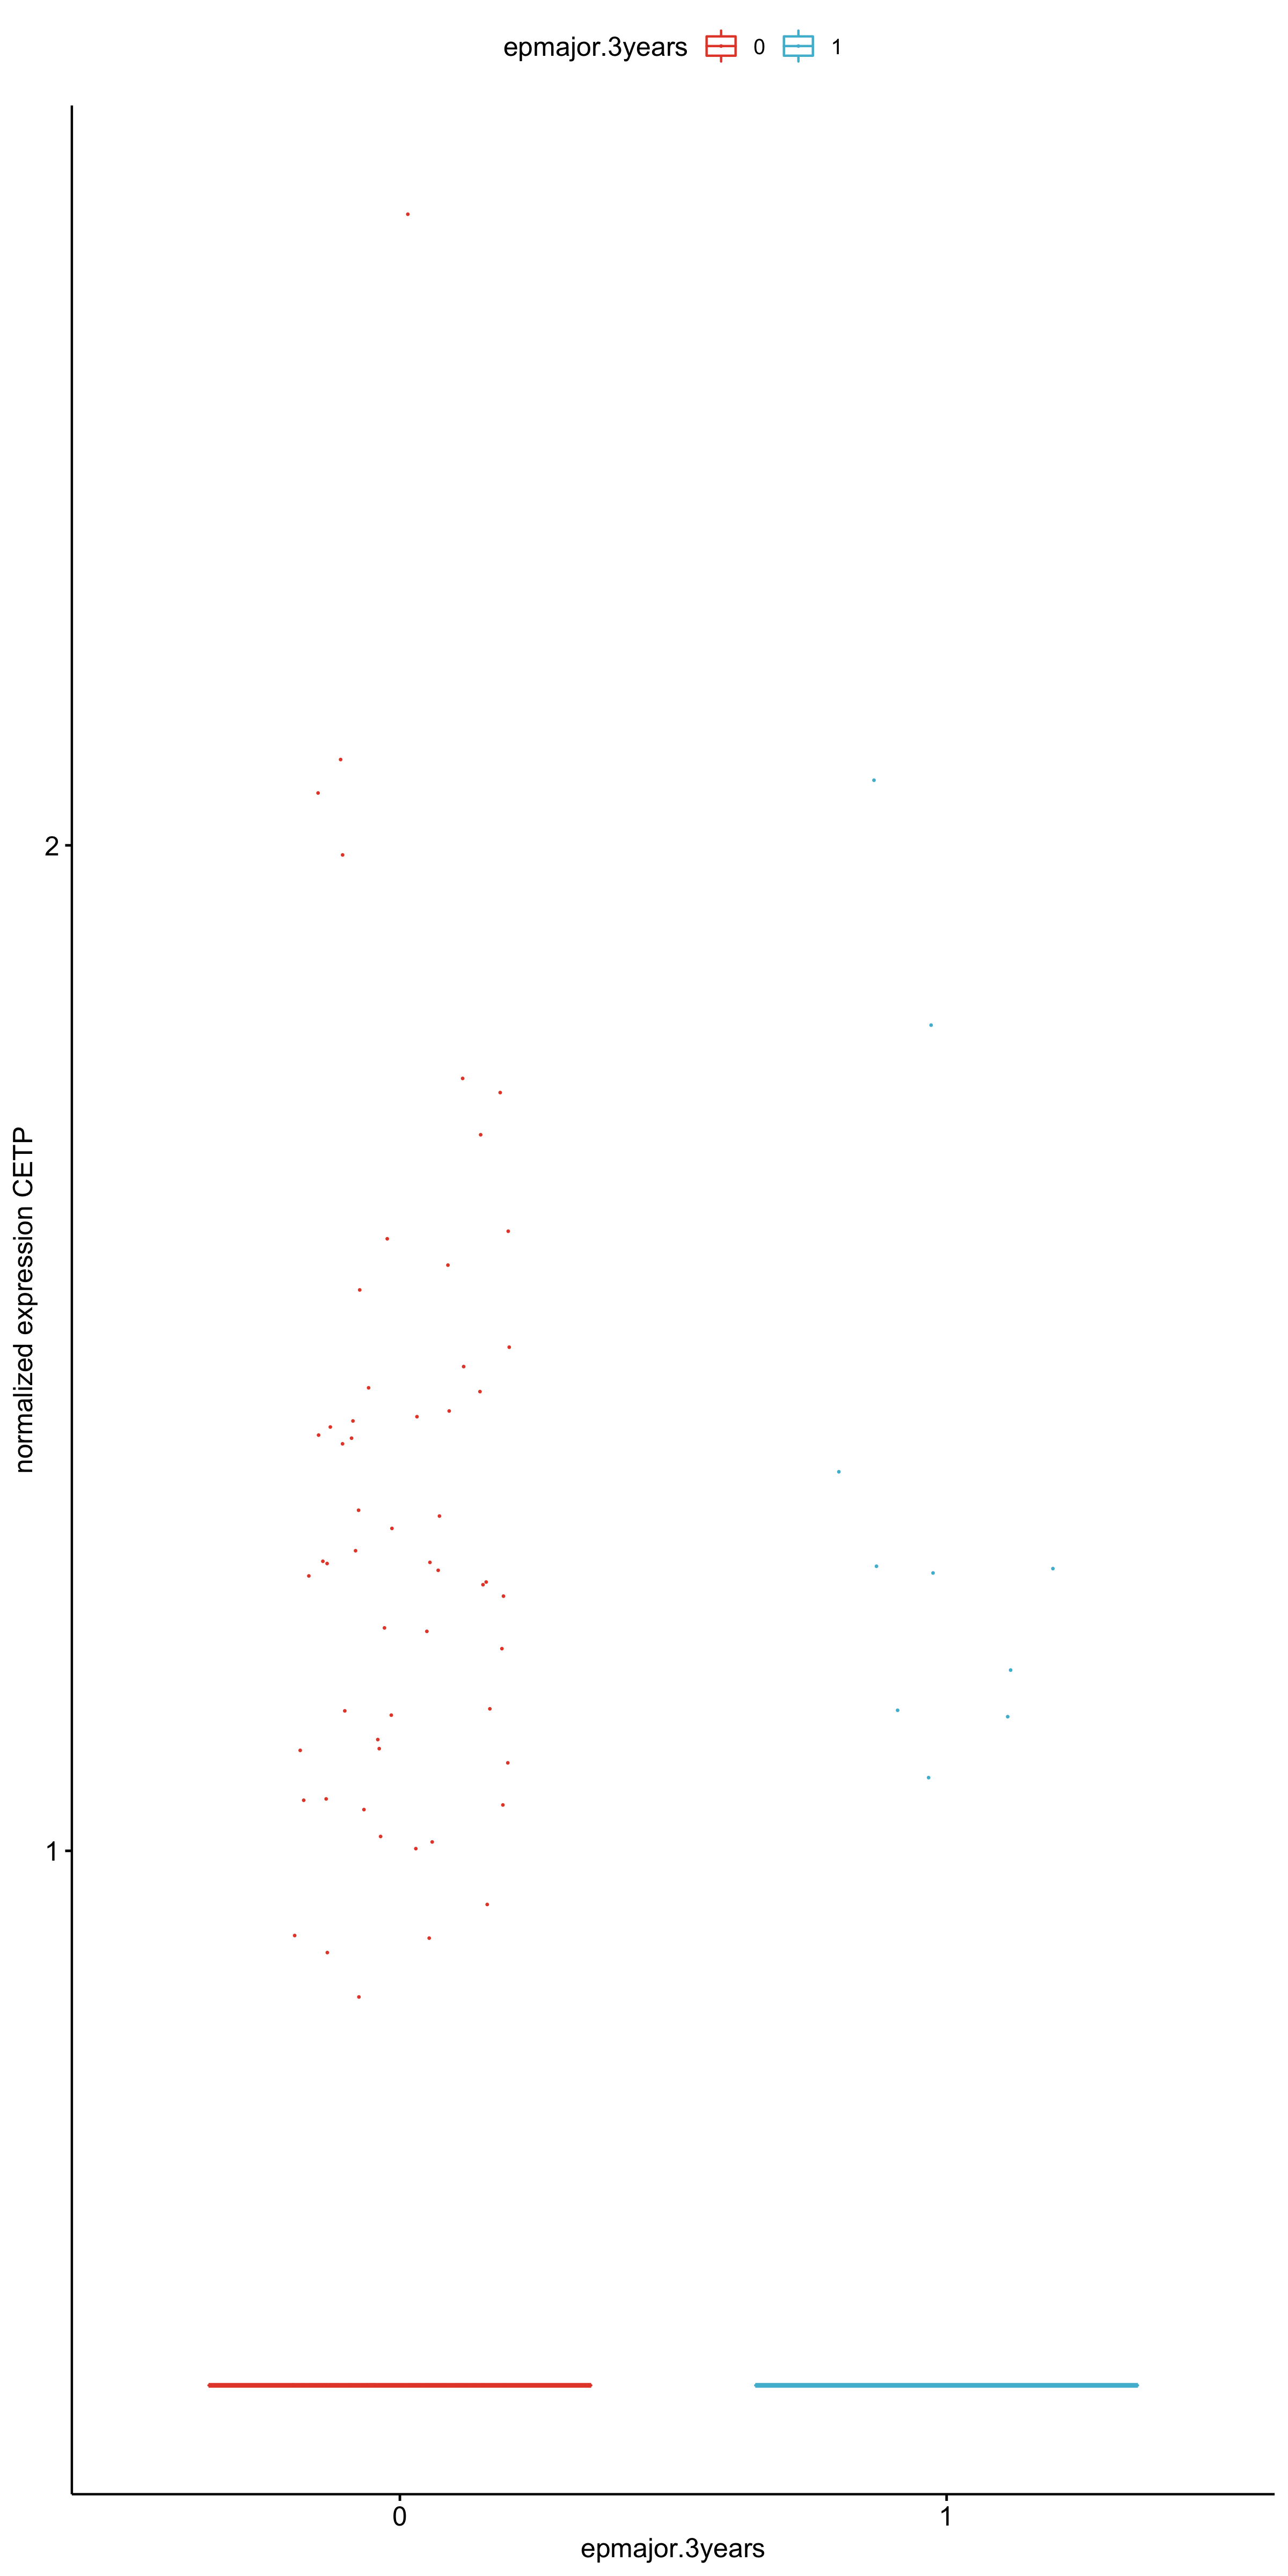 epmajor.3years 0 1
2
1
normalized expression CETP
0 1
epmajor.3years